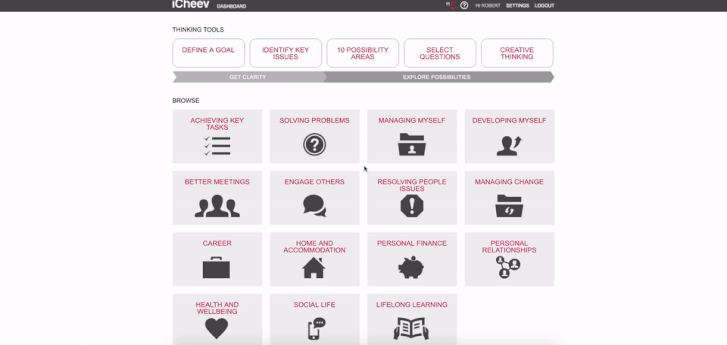 iCheev DASHBOARD HI ROBERT SETTINGS LOGOUT
THINKING TOOLS
DEFINE A GOAL
IDENTIFY KEY
ISSUES
10 POSSIBILITY
AREAS
SELECT
QUESTIONS
CREATIVE
THINKING
GET CLARITY
EXPLORE POSSIBILITIES
BROWSE
ACHIEVING KEY
TASKS
SOLVING PROBLEMS
MANAGING MYSELF
DEVELOPING MYSELF
BETTER MEETINGS
ENGAGE OTHERS
RESOLVING PEOPLE
ISSUES
MANAGING CHANGE
CAREER
HOME AND
ACCOMMODATION
PERSONAL FINANCE
PERSONAL
RELATIONSHIPS
HEALTH AND
WELLBEING
SOCIAL LIFE
LIFELONG LEARNING